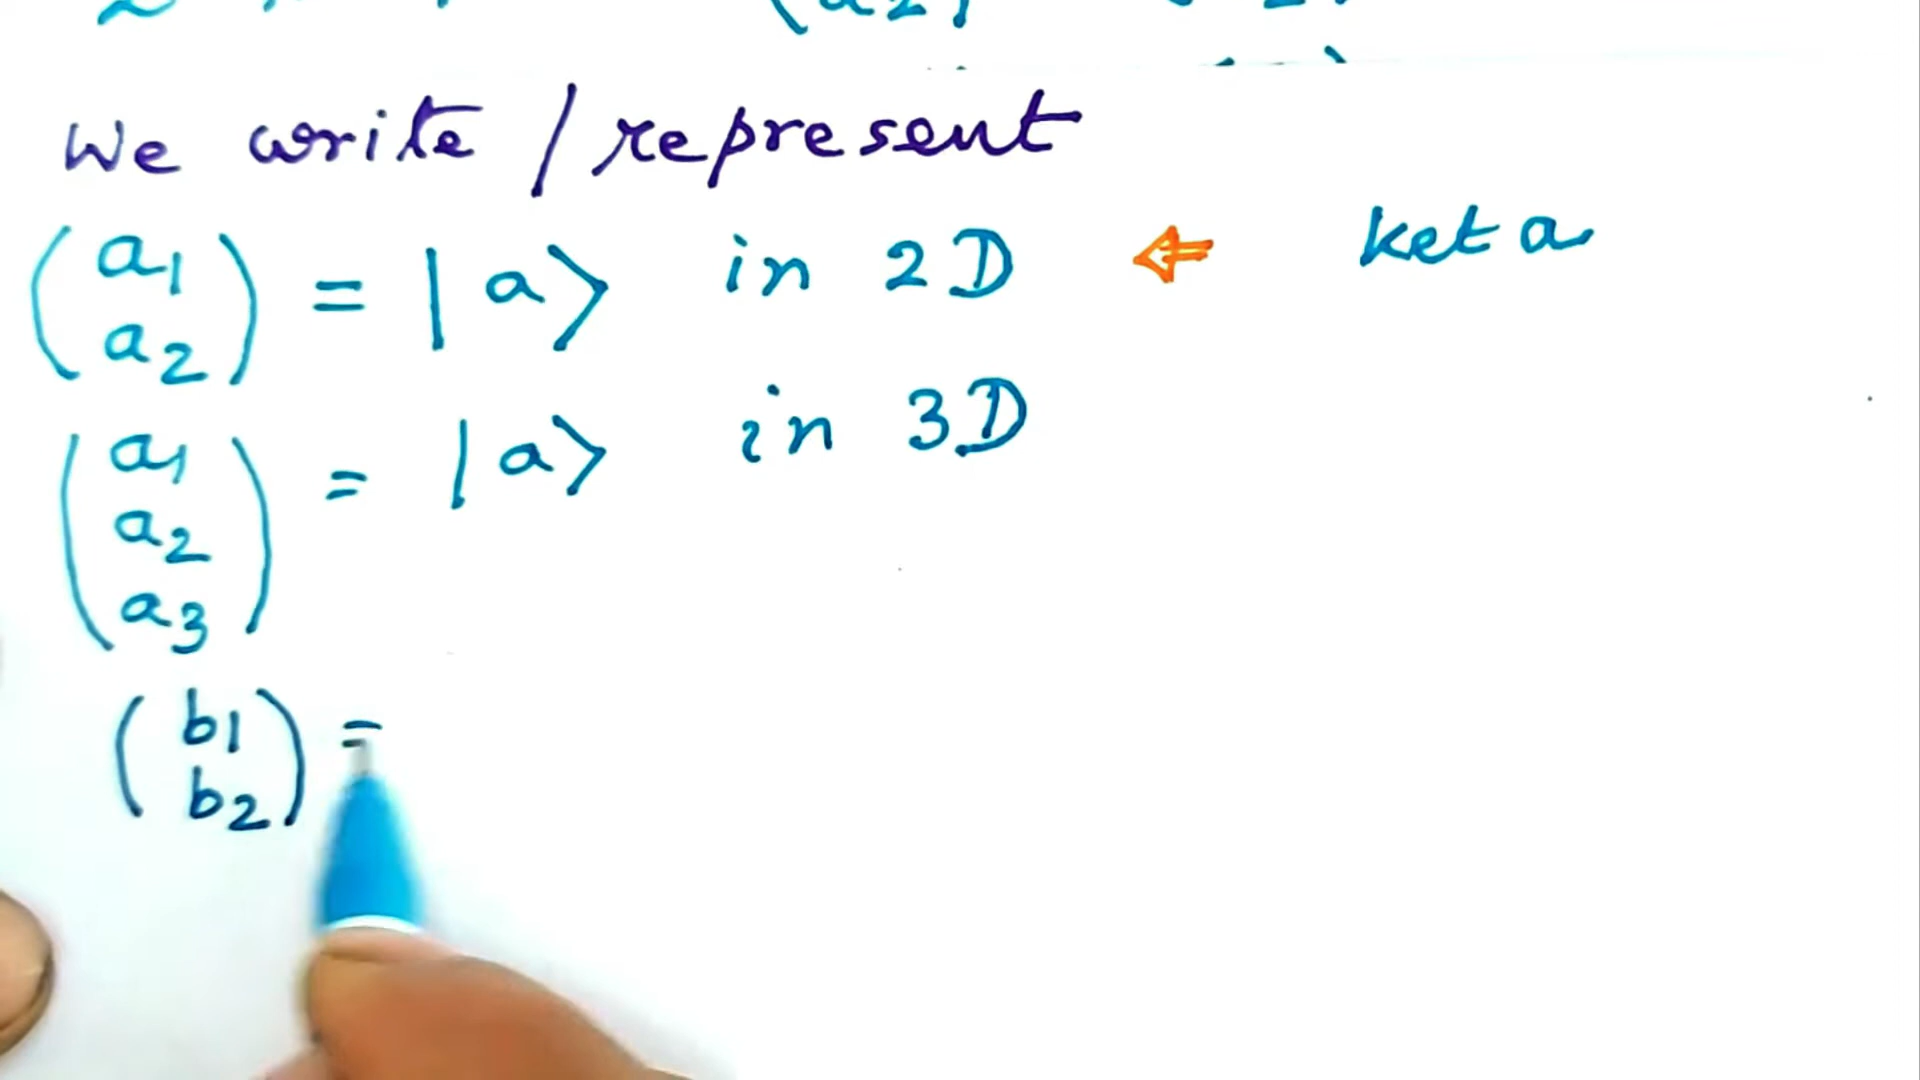 We write / represent
(a1 a2) = |a⟩ in 2D ⇐ ket a
(a1 a2 a3) = |a⟩ in 3D
(b1 b2) =